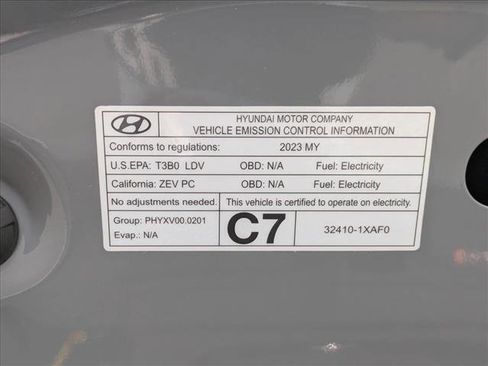 HYUNDAI MOTOR COMPANY
VEHICLE EMISSION CONTROL INFORMATION
Conforms to regulations: 2023 MY
U.S.EPA: T3B0 LDV OBD: N/A Fuel: Electricity
California: ZEV PC OBD: N/A Fuel: Electricity
No adjustments needed. This vehicle is certified to operate on electricity.
Group: PHYXV00.0201
Evap.: N/A
C7
32410-1XAF0